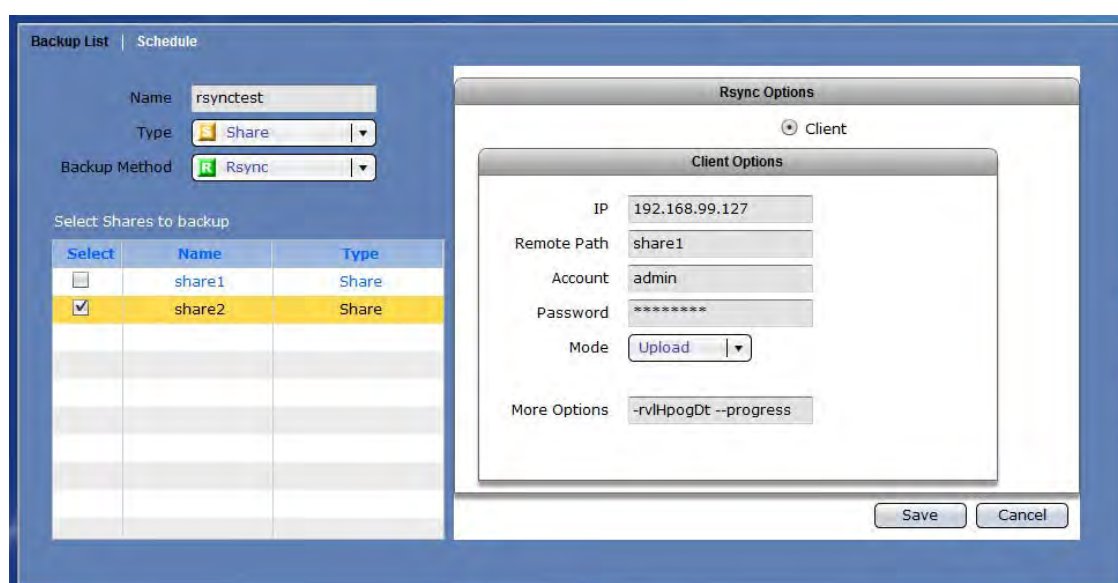 Backup List | Schedule
Name rsynctest
Type S Share
Backup Method R Rsync
Select Shares to backup
Select Name Type
share1 Share
share2 Share
Rsync Options
Client
Client Options
IP 192.168.99.127
Remote Path share1
Account admin
Password ********
Mode Upload
More Options -rvlHpogDt --progress
Save Cancel